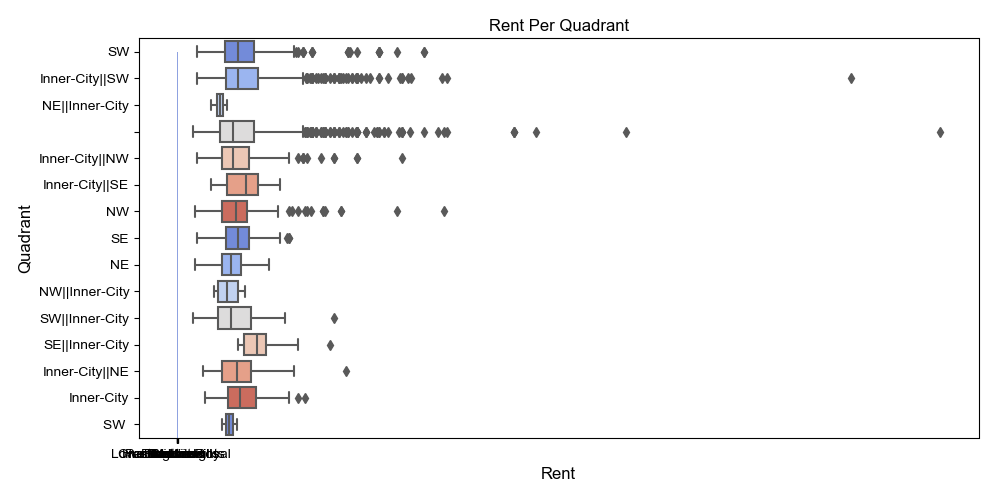 Rent Per Quadrant
SW
Inner-City||SW
NE||Inner-City
Inner-City||NW
Inner-City||SE
NW
SE
NE
NW||Inner-City
SW||Inner-City
SE||Inner-City
Inner-City||NE
Inner-City
SW
Quadrant
Rent